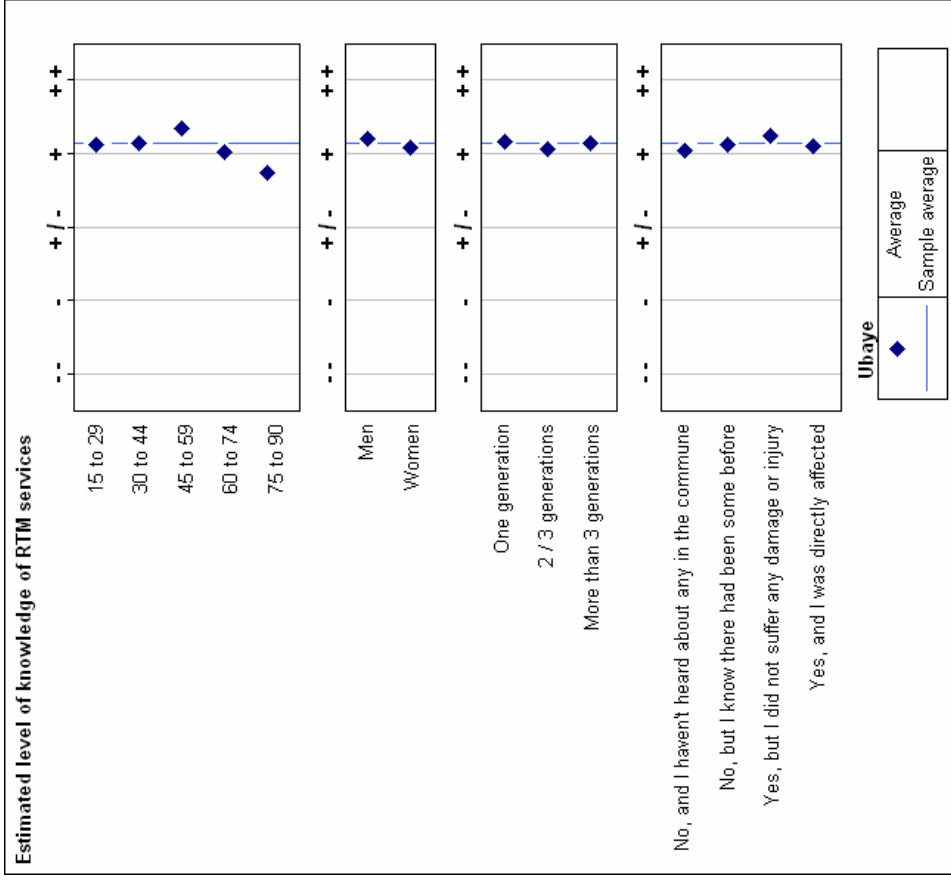 Estimated level of knowledge of RTM services
- - - + / - + + +
15 to 29
30 to 44
45 to 59
60 to 74
75 to 90
- - - + / - + + +
Men
Women
- - - + / - + + +
One generation
2 / 3 generations
More than 3 generations
- - - + / - + + +
No, and I haven't heard about any in the commune
No, but I know there had been some before
Yes, but I did not suffer any damage or injury
Yes, and I was directly affected
Ubaye
Average
Sample average